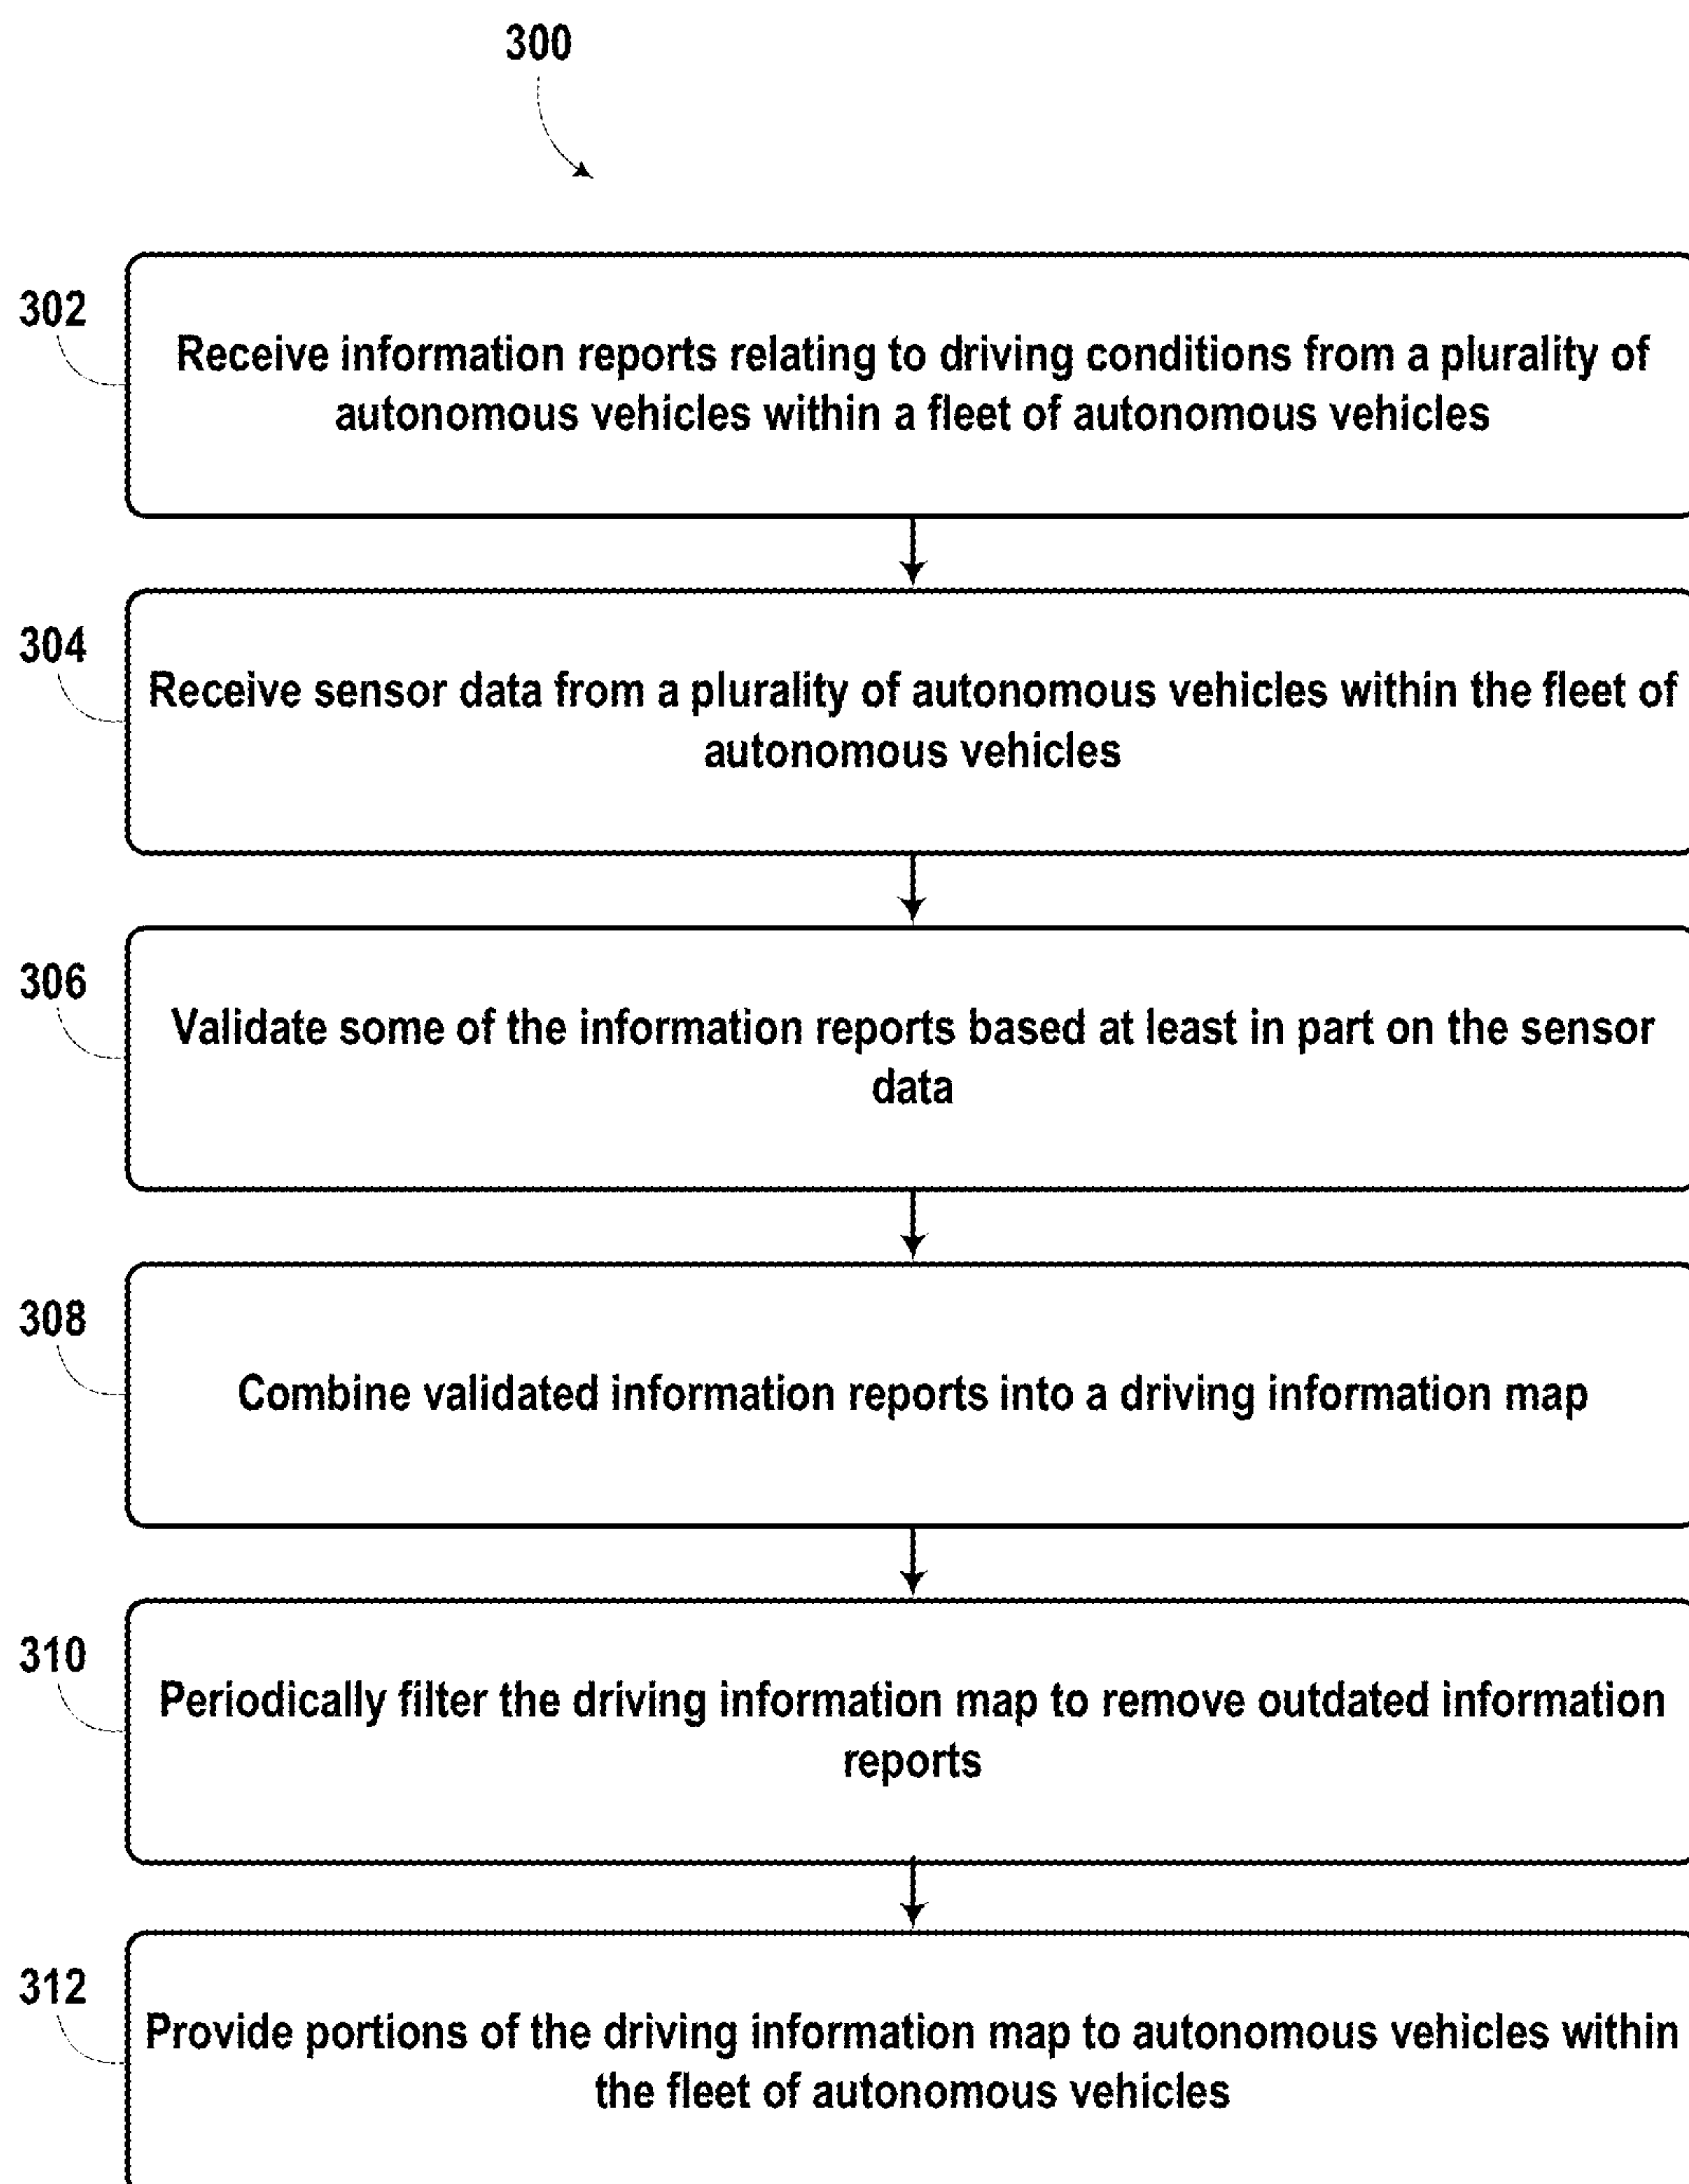 300
302
Receive information reports relating to driving conditions from a plurality of
autonomous vehicles within a fleet of autonomous vehicles
304
Receive sensor data from a plurality of autonomous vehicles within the fleet of
autonomous vehicles
306
Validate some of the information reports based at least in part on the sensor
data
308
Combine validated information reports into a driving information map
310
Periodically filter the driving information map to remove outdated information
reports
312
Provide portions of the driving information map to autonomous vehicles within
the fleet of autonomous vehicles